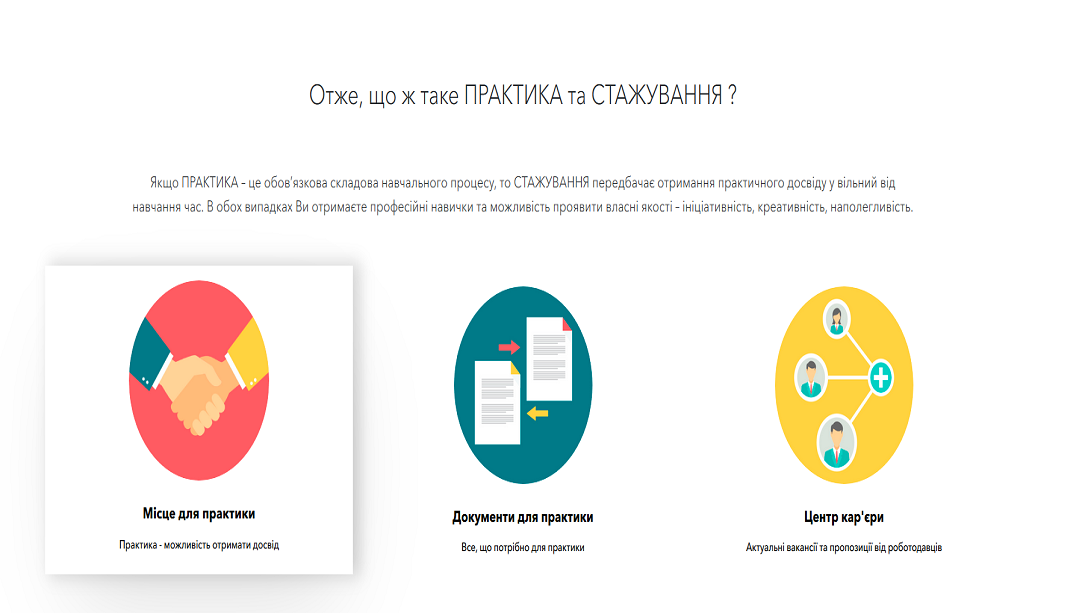 Отже, що ж таке ПРАКТИКА та СТАЖУВАННЯ ?
Якщо ПРАКТИКА – це обов'язкова складова навчального процесу, то СТАЖУВАННЯ передбачає отримання практичного досвіду у вільний від
навчання час. В обох випадках Ви отримаєте професійні навички та можливість проявити власні якості – ініціативність, креативність, наполегливість.
Місце для практики
Практика - можливість отримати досвід
Документи для практики
Все, що потрібно для практики
Центр кар'єри
Актуальні вакансії та пропозиції від роботодавців